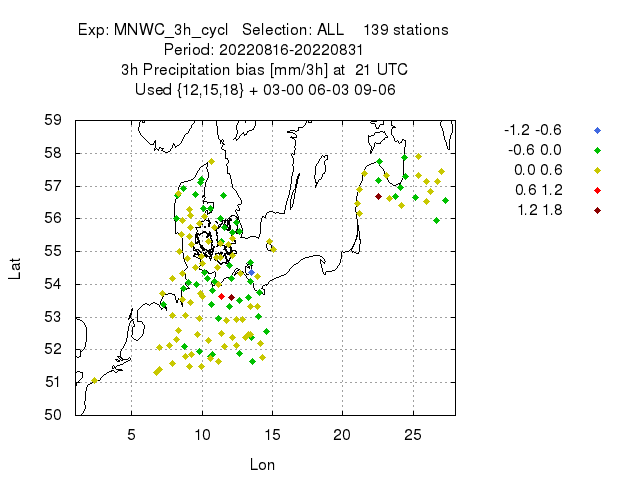 Exp: MNWC_3h_cycl   Selection: ALL    139 stations
Period: 20220816-20220831
3h Precipitation bias [mm/3h] at  21 UTC
Used {12,15,18} + 03-00 06-03 09-06
59
58
57
56
55
54
53
52
51
50
Lat
5 10 15 20 25
Lon
-1.2 -0.6
-0.6 0.0
0.0 0.6
0.6 1.2
1.2 1.8